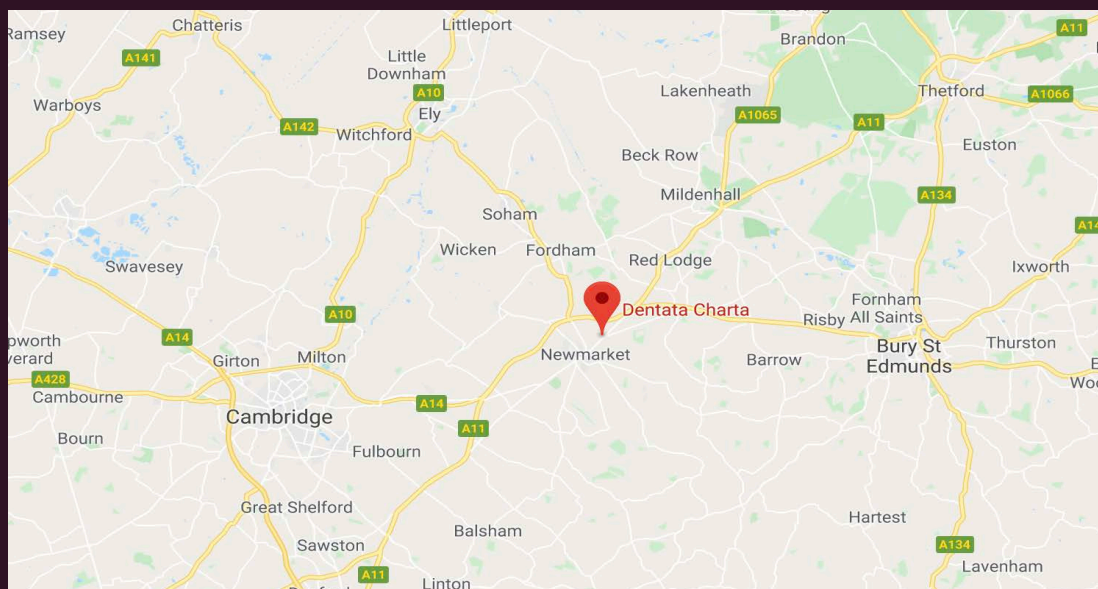 Ramsey
Chatteris
Littleport
Brandon
A11
A141
Little
Downham
A10
Ely
Lakenheath
Thetford
A1066
Warboys
A142
Witchford
A1065
A11
Euston
Beck Row
Mildenhall
A134
Soham
Wicken
Fordham
Red Lodge
A14
Swavesey
Ixworth
A10
Dentata Charta
Fornham
All Saints
Risby
A14
pworth
verard
Girton
Milton
Newmarket
Barrow
Bury St
Edmunds
Thurston
A428
Cambourne
A14
Cambridge
A11
Bourn
Fulbourn
Great Shelford
Balsham
Hartest
Sawston
A134
A11
Linton
Lavenham